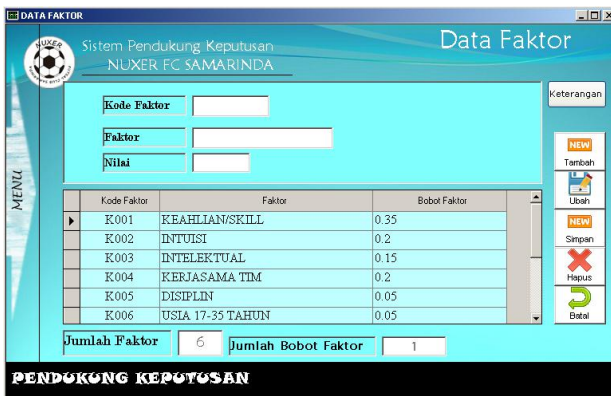 DATA FAKTOR
NUXER
Sistem Pendukung Keputusan
NUXER FC SAMARINDA
Data Faktor
Keterangan
Kode Faktor
Faktor
Nilai
MENU
NEW
Tambah
Ubah
NEW
Simpan
Hapus
Batal
Kode Faktor Faktor Bobot Faktor
K001 KEAHLIAN/SKILL 0.35
K002 INTUISI 0.2
K003 INTELEKTUAL 0.15
K004 KERJASAMA TIM 0.2
K005 DISIPLIN 0.05
K006 USIA 17-35 TAHUN 0.05
Jumlah Faktor 6 Jumlah Bobot Faktor 1
PENDUKUNG KEPUTUSAN